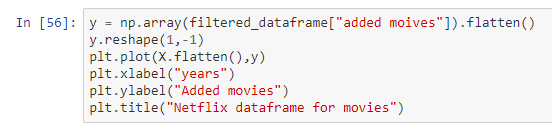 In [56]: y = np.array(filtered_dataframe["added moives"]).flatten()
y.reshape(1,-1)
plt.plot(X.flatten(),y)
plt.xlabel("years")
plt.ylabel("Added movies")
plt.title("Netflix dataframe for movies")